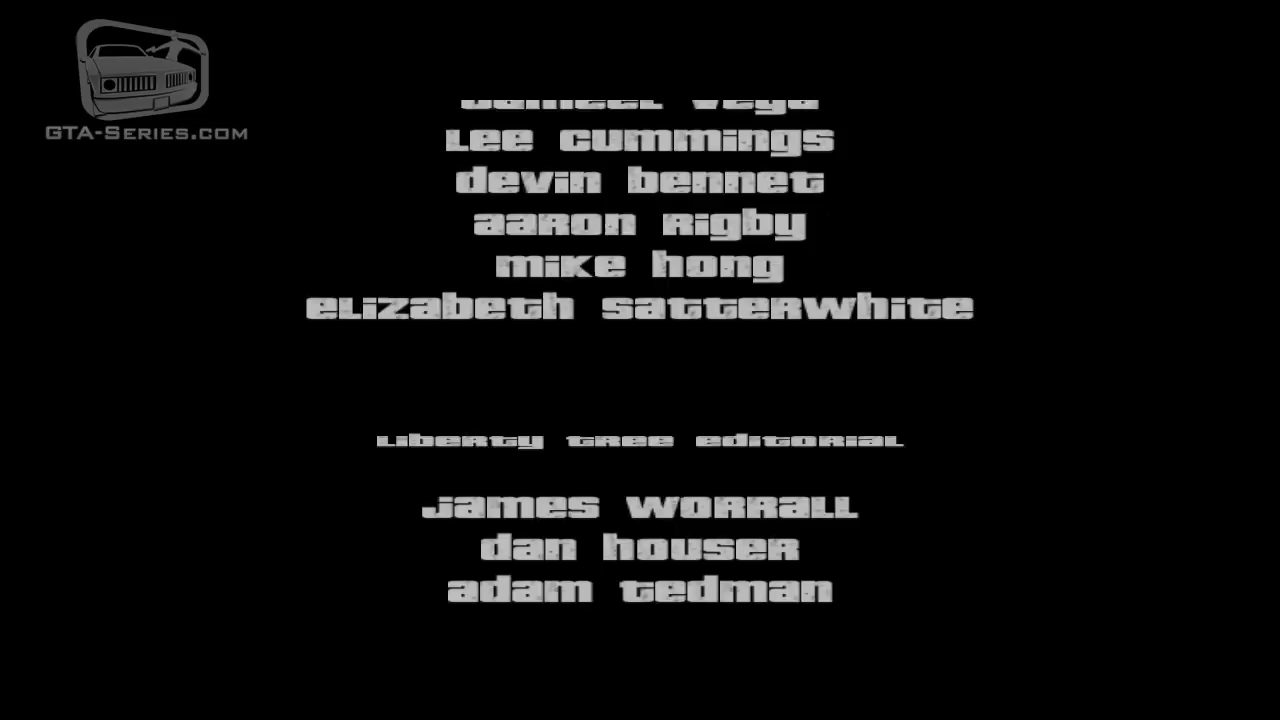 GTA-Series.com
Vega
Lee Cummings
Devin Bennet
Aaron Rigby
Mike Hong
Elizabeth Satterwhite
Liberty Tree Editorial
James Worrall
Dan Houser
Adam Tedman